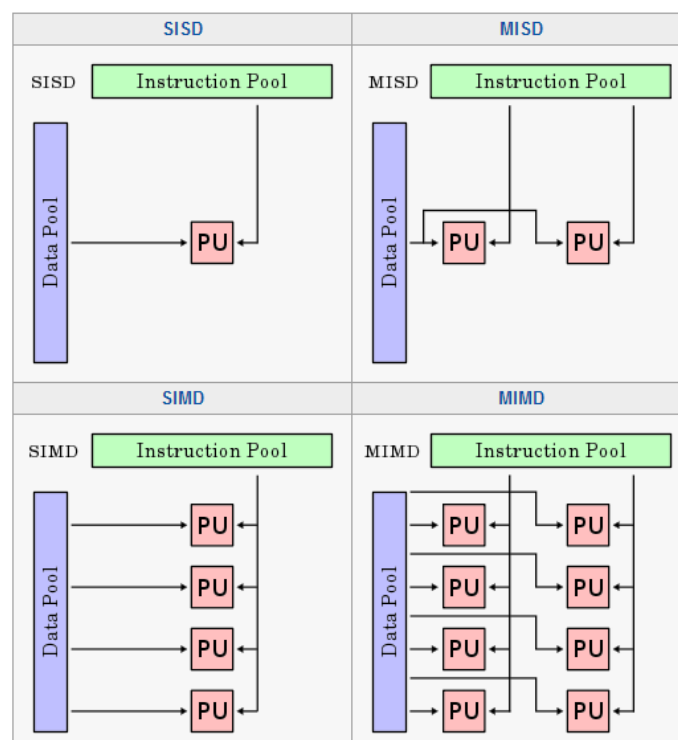 SISD
MISD
SISD Instruction Pool
MISD Instruction Pool
Data Pool
PU
Data Pool
PU PU
SIMD
MIMD
SIMD Instruction Pool
MIMD Instruction Pool
Data Pool
PU
PU
PU
PU
Data Pool
PU PU
PU PU
PU PU
PU PU